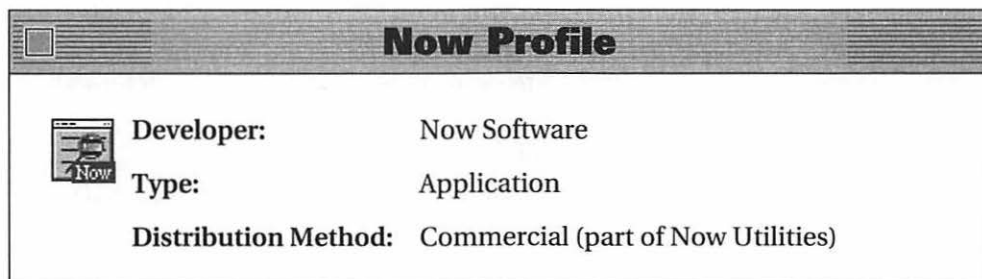 Now Profile
Developer: Now Software
Now
Type: Application
Distribution Method: Commercial (part of Now Utilities)